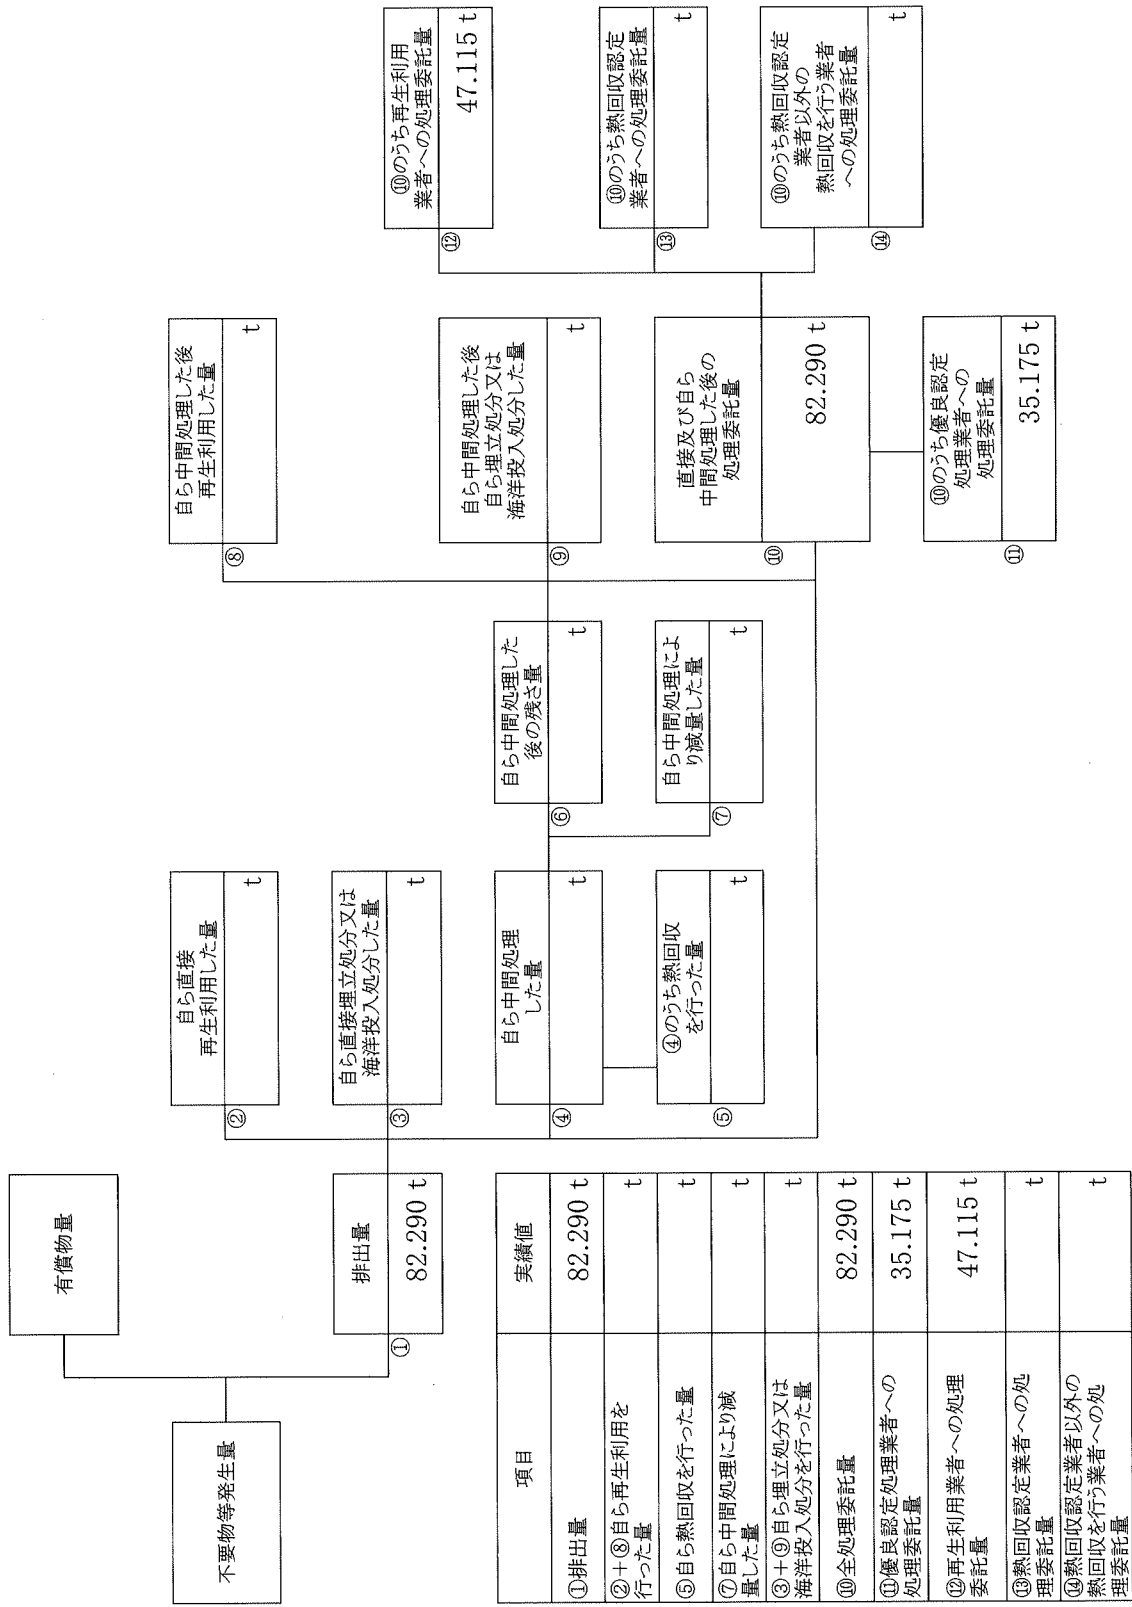 不要物等発生量
有償物量
①
排出量
82.290 t
②
自ら直接
再生利用した量
t
③
自ら直接埋立処分又は
海洋投入処分した量
t
④
自ら中間処理
した量
t
⑤
④のうち熱回収
を行った量
t
⑥
自ら中間処理した
後の残さ量
t
⑦
自ら中間処理によ
り減量した量
t
⑧
自ら中間処理した後
再生利用した量
t
⑨
自ら中間処理した後
自ら埋立処分又は
海洋投入処分した量
t
⑩
直接及び自ら
中間処理した後の
処理委託量
82.290 t
⑪
⑩のうち優良認定
処理業者への
処理委託量
35.175 t
⑫
⑩のうち再生利用
業者への処理委託量
47.115 t
⑬
⑩のうち熱回収認定
業者への処理委託量
t
⑭
⑩のうち熱回収認定
業者以外の
熱回収を行う業者
への処理委託量
t
項目 実績値
①排出量 82.290 t
②+⑧自ら再生利用を
行った量 t
⑤自ら熱回収を行った量 t
⑦自ら中間処理により減
量した量 t
③+⑨自ら埋立処分又は
海洋投入処分を行った量 t
⑩全処理委託量 82.290 t
⑪優良認定処理業者への
処理委託量 35.175 t
⑫再生利用業者への処理
委託量 47.115 t
⑬熱回収認定業者への処
理委託量 t
⑭熱回収認定業者以外の
熱回収を行う業者への処
理委託量 t